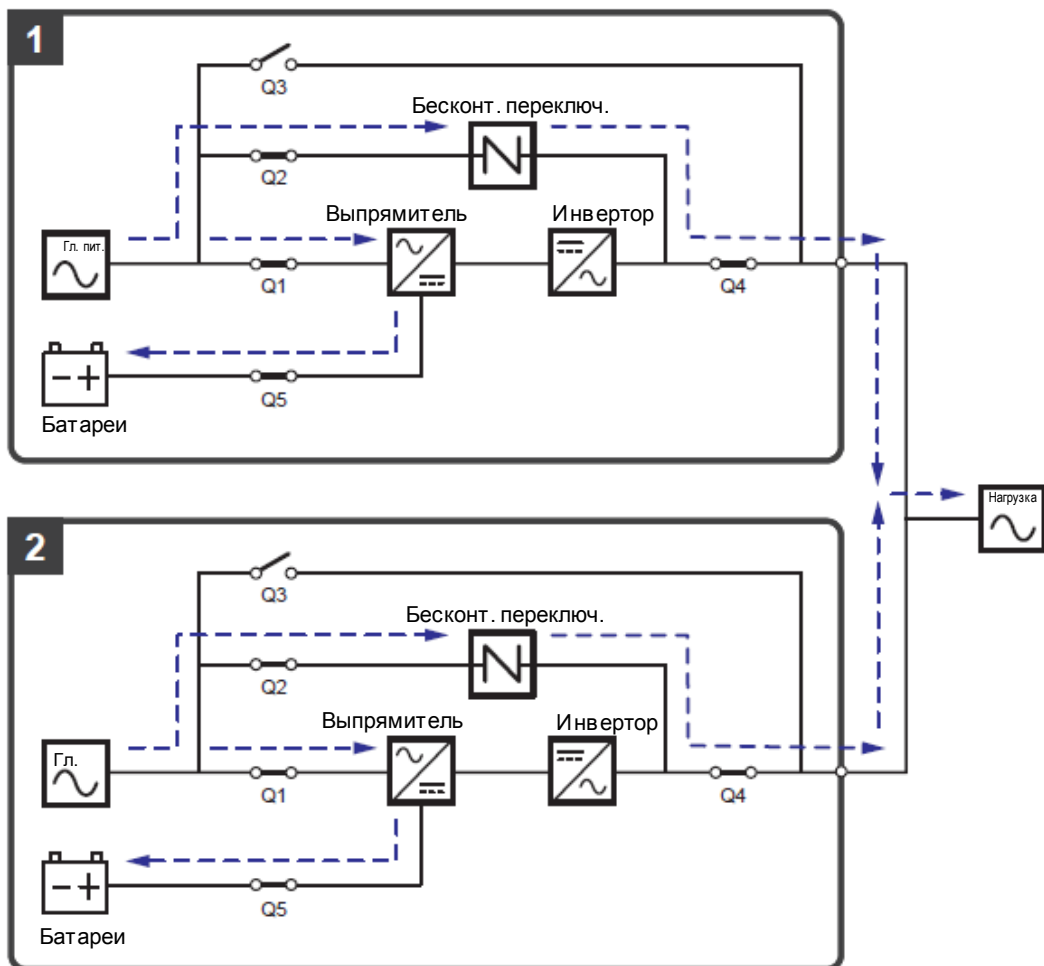 1
Q3
Бесконт. переключ.
Q2
Выпрямитель
Инвертор
Гл. пит.
Q1
Q4
Q5
Батареи
Нагрузка
2
Q3
Бесконт. переключ.
Q2
Выпрямитель
Инвертор
Гл.
Q1
Q4
Q5
Батареи